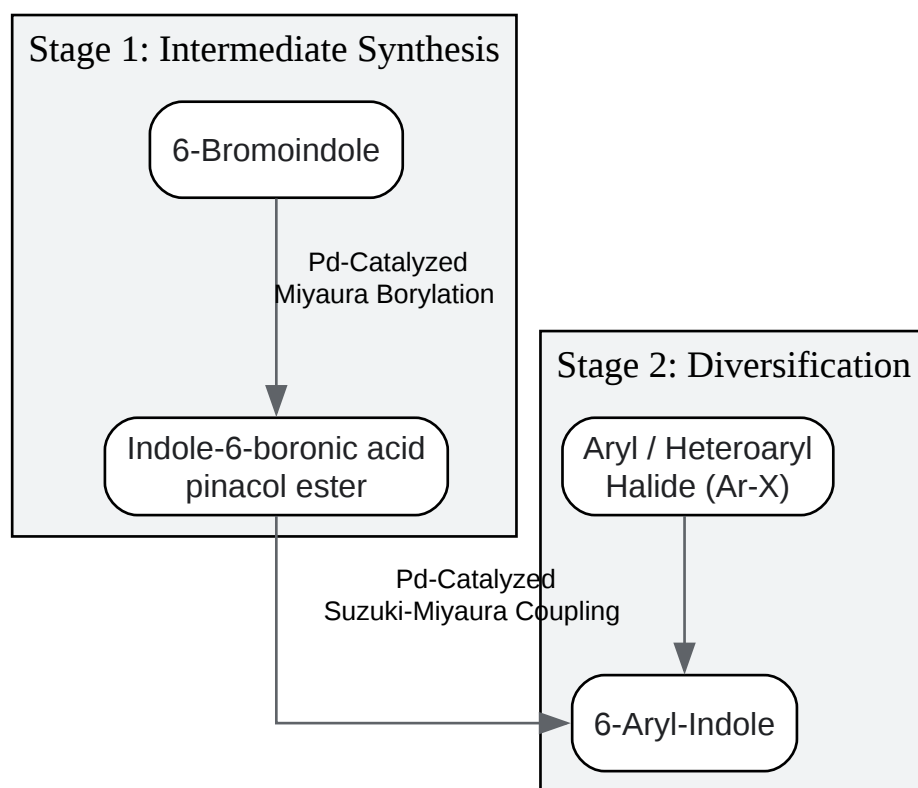 Stage 1: Intermediate Synthesis
6-Bromoindole
Pd-Catalyzed
Miyaura Borylation
Indole-6-boronic acid
pinacol ester
Stage 2: Diversification
Aryl / Heteroaryl
Halide (Ar-X)
Pd-Catalyzed
Suzuki-Miyaura Coupling
6-Aryl-Indole